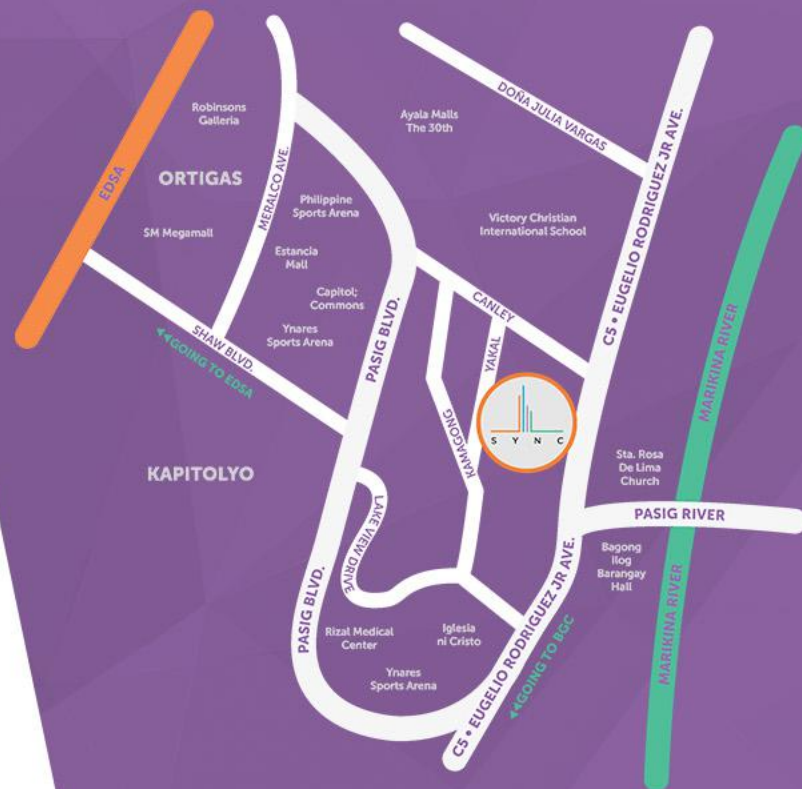 DOÑA JULIA VARGAS
Robinsons
Galleria
Ayala Malls
The 30th
EDSA
ORTIGAS
MERALCO AVE.
C5 • EUGELIO RODRIGUEZ JR AVE.
Philippine
Sports Arena
SM Megamall
Victory Christian
International School
Estancia
Mall
Capitol;
Commons
CANLEY
SHAW BLVD.
◀◀GOING TO EDSA
Ynares
Sports Arena
PASIG BLVD.
YAKAL
MARIKINA RIVER
KAMAGONG
S Y N C
KAPITOLYO
Sta. Rosa
De Lima
Church
LAKE VIEW DRIVE
PASIG RIVER
Bagong
Ilog
Barangay
Hall
PASIG BLVD.
Rizal Medical
Center
Iglesia
ni Cristo
C5 • EUGELIO RODRIGUEZ JR AVE.
◀◀GOING TO BGC
MARIKINA RIVER
Ynares
Sports Arena